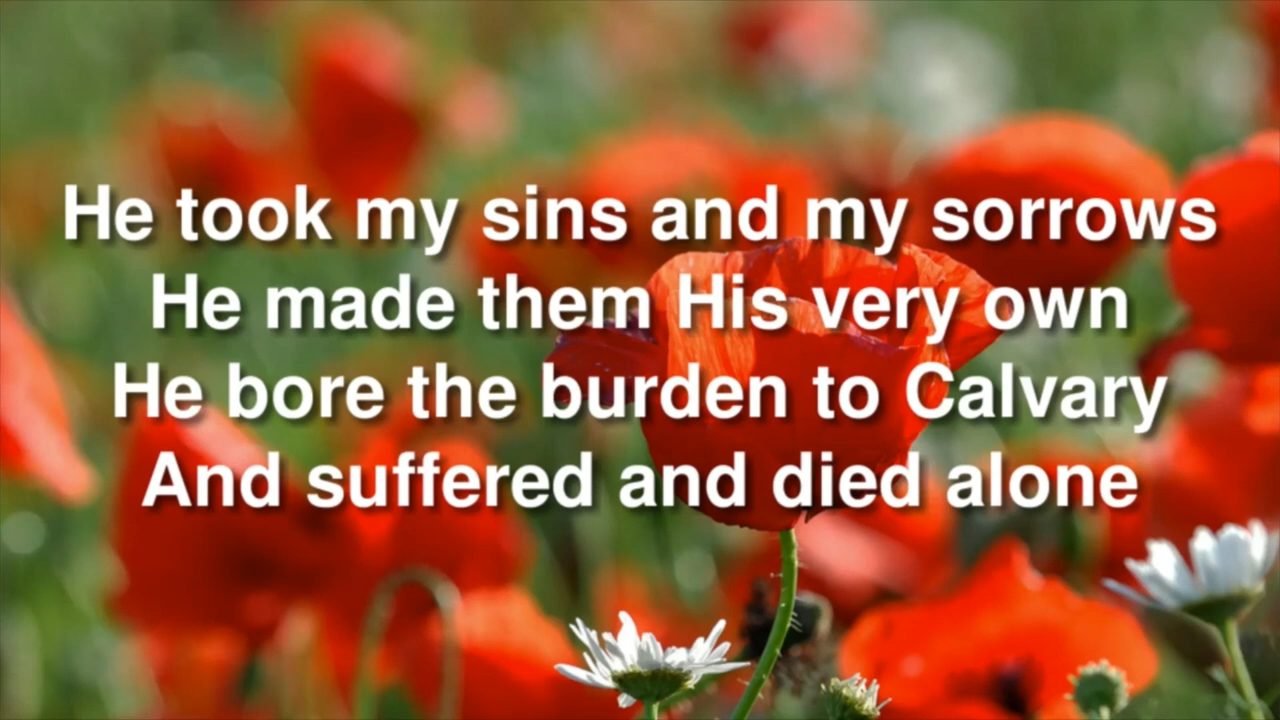 He took my sins and my sorrows
He made them His very own
He bore the burden to Calvary
And suffered and died alone